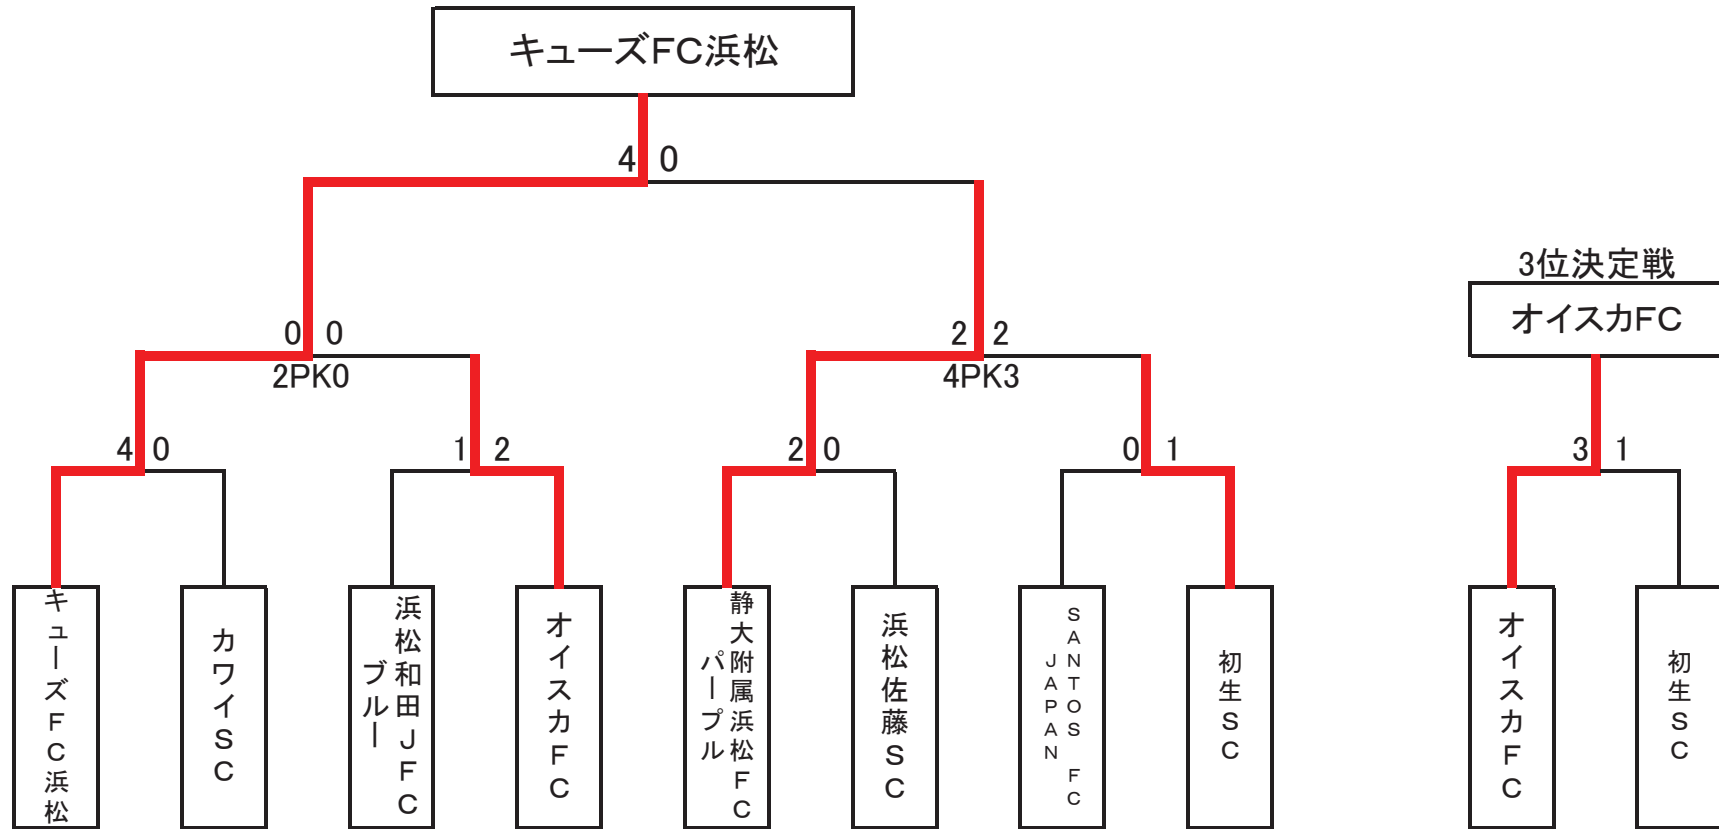 キューズFC浜松
4 0
3位決定戦
オイスカFC
0 0
2PK0
2 2
4PK3
4 0
1 2
2 0
0 1
3 1
キューズFC浜松
カワイSC
浜松和田JFC
ブルー
オイスカFC
静大附属浜松FC
パープル
浜松佐藤SC
SANTOS FC
JAPAN
初生SC
オイスカFC
初生SC